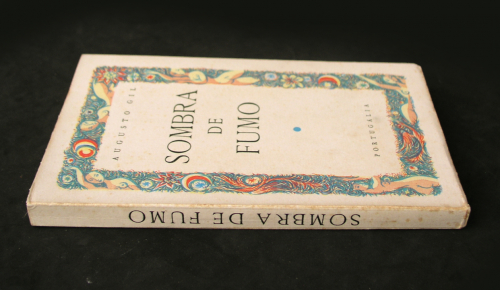 AUGUSTO GIL
SOMBRA
DE
FUMO
PORTUGÁLIA
SOMBRA DE FUMO